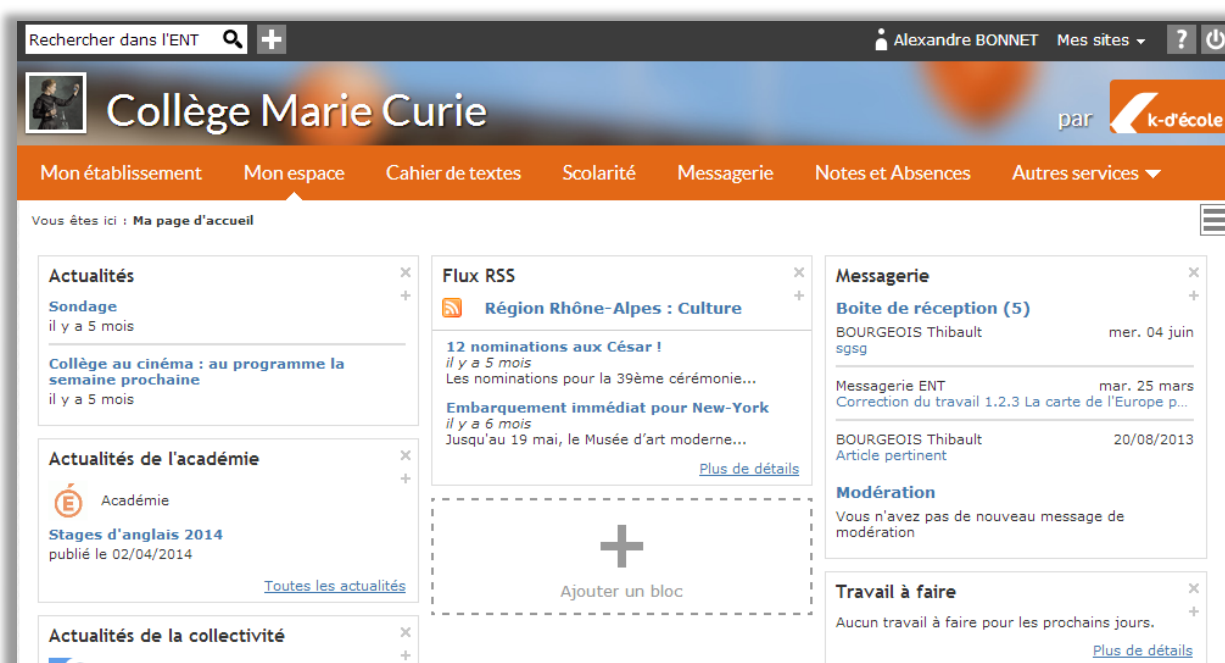 Rechercher dans l'ENT
Alexandre BONNET Mes sites ?
Collège Marie Curie
par k-d'école
Mon établissement Mon espace Cahier de textes Scolarité Messagerie Notes et Absences Autres services
Vous êtes ici : Ma page d'accueil
Actualités
Sondage
il y a 5 mois
Collège au cinéma : au programme la
semaine prochaine
il y a 5 mois
Actualités de l'académie
Académie
Stages d'anglais 2014
publié le 02/04/2014
Toutes les actualités
Actualités de la collectivité
Flux RSS
Région Rhône-Alpes : Culture
12 nominations aux César !
il y a 5 mois
Les nominations pour la 39ème cérémonie...
Embarquement immédiat pour New-York
il y a 6 mois
Jusqu'au 19 mai, le Musée d'art moderne...
Plus de détails
Ajouter un bloc
Messagerie
Boite de réception (5)
BOURGEOIS Thibault mer. 04 juin
sgsg
Messagerie ENT mar. 25 mars
Correction du travail 1.2.3 La carte de l'Europe p...
BOURGEOIS Thibault 20/08/2013
Article pertinent
Modération
Vous n'avez pas de nouveau message de
modération
Travail à faire
Aucun travail à faire pour les prochains jours.
Plus de détails